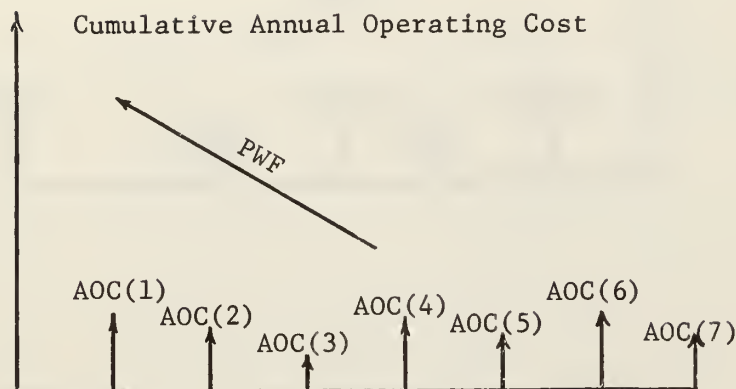 Cumulative Annual Operating Cost
PWF
AOC(1)
AOC(2)
AOC(3)
AOC(4)
AOC(5)
AOC(6)
AOC(7)